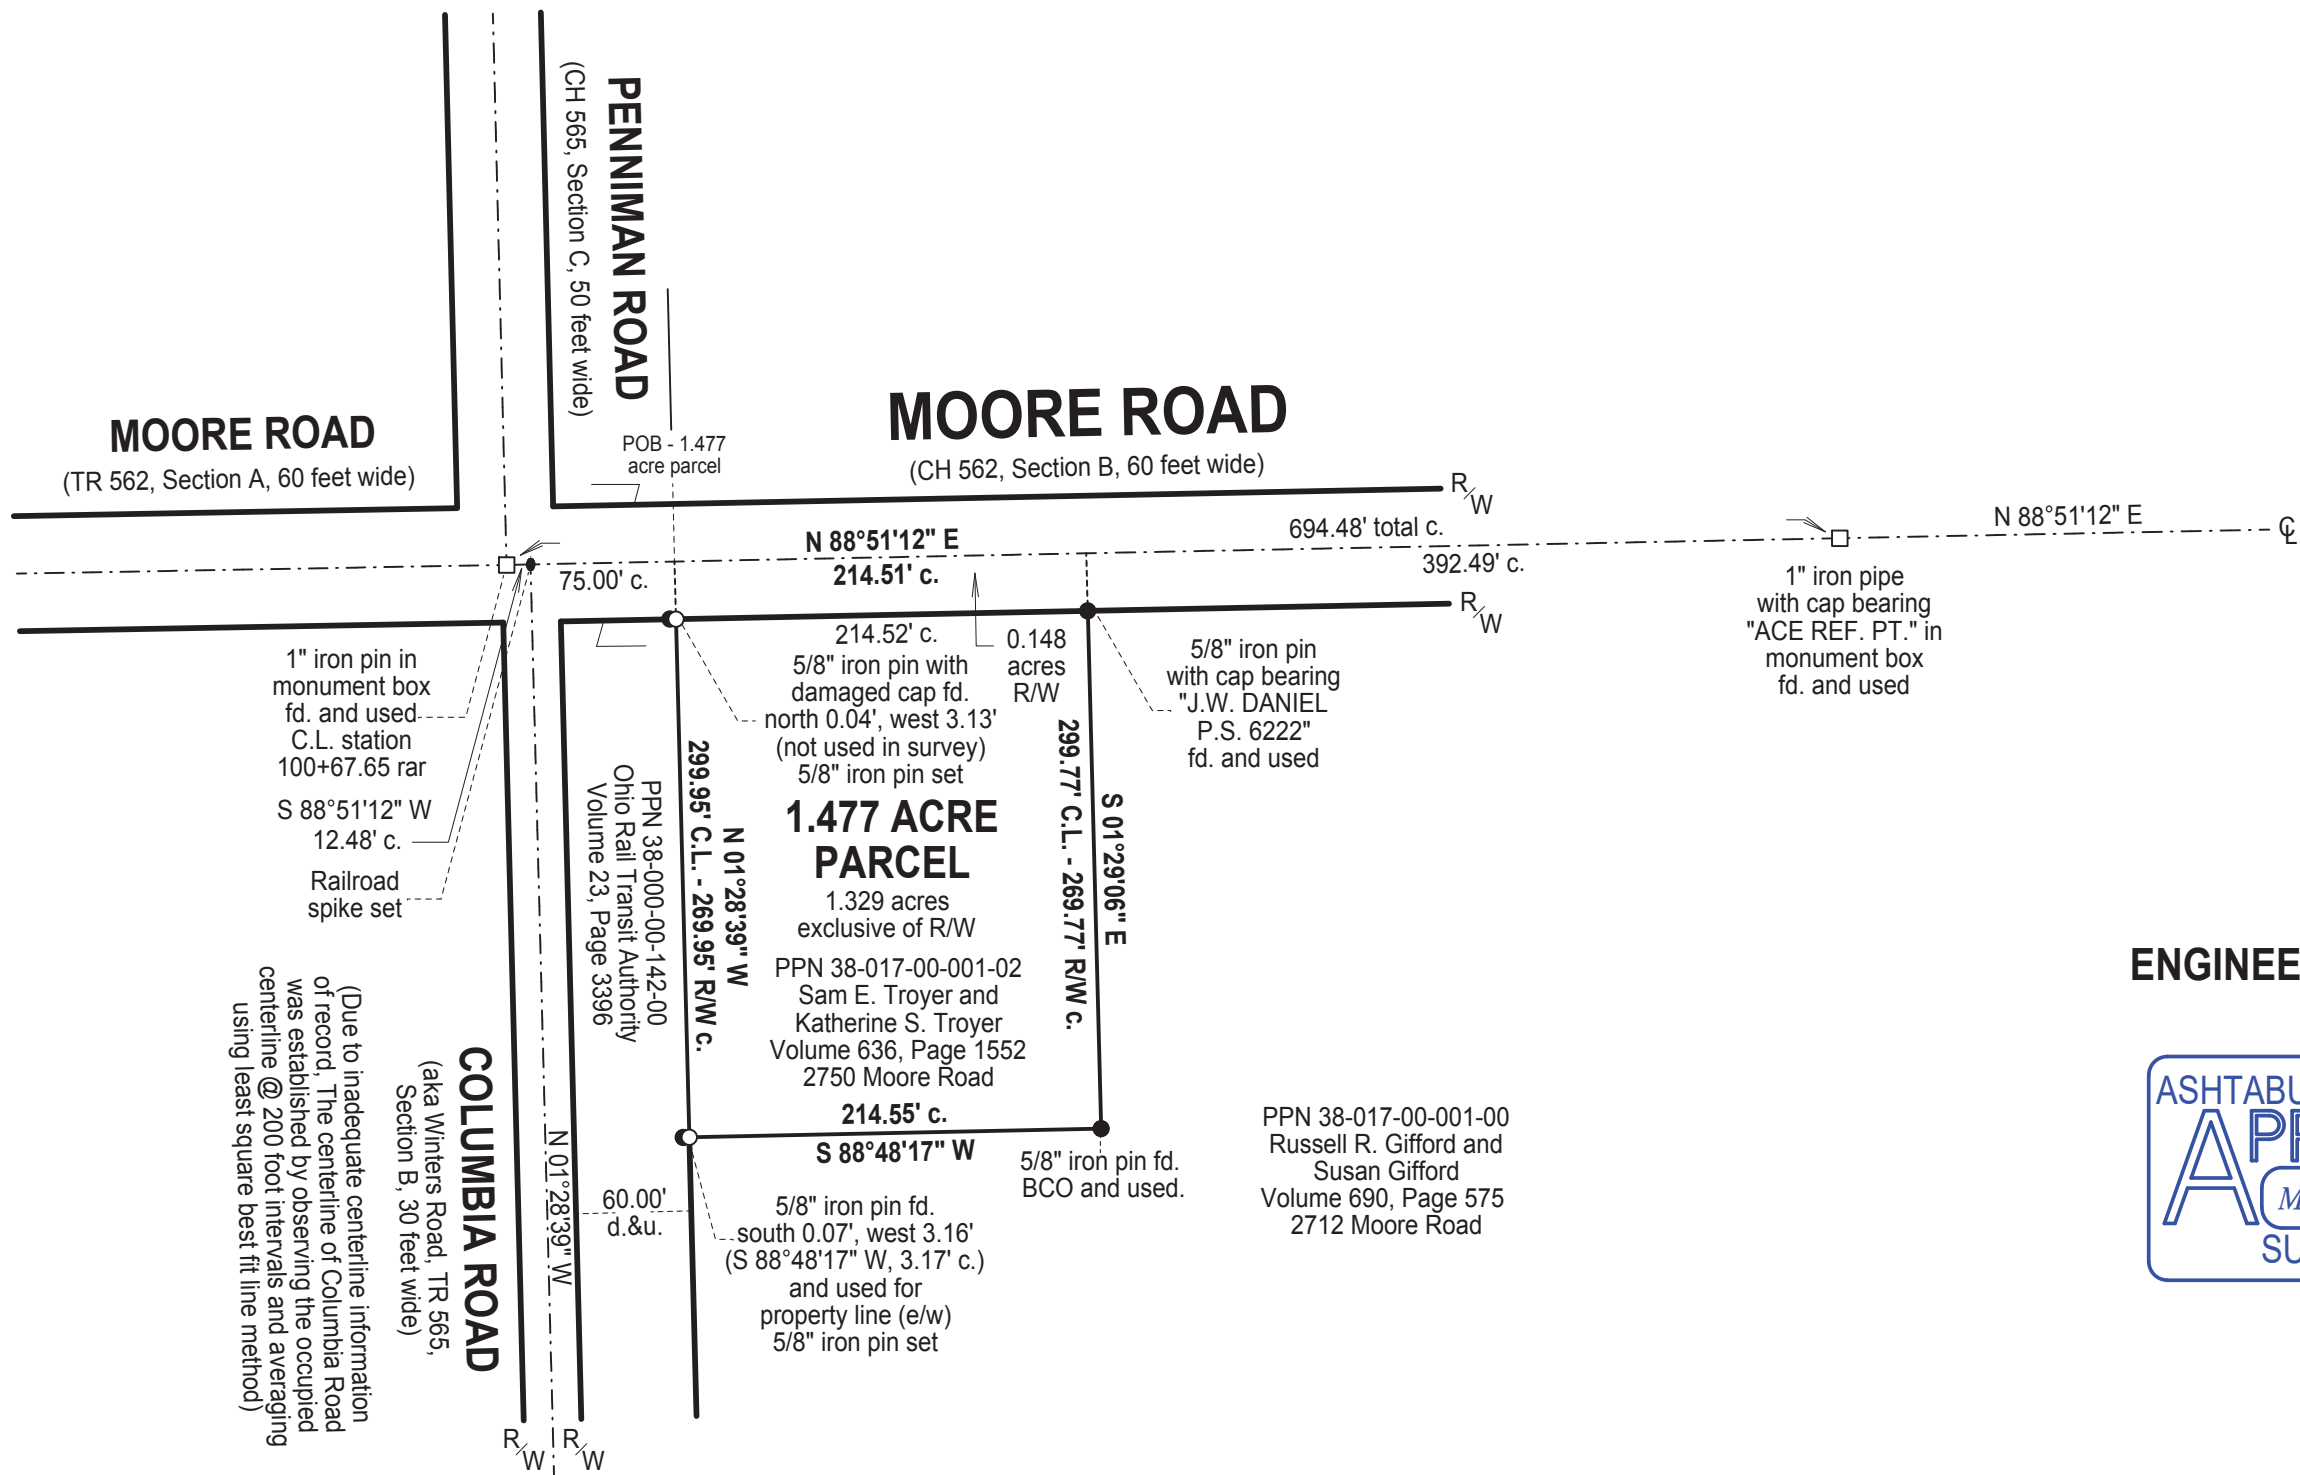 PENNIMAN ROAD
(CH 565, Section C, 50 feet wide)
MOORE ROAD
(TR 562, Section A, 60 feet wide)
POB - 1.477
acre parcel
MOORE ROAD
(CH 562, Section B, 60 feet wide)
R/W
N 88°51'12" E
694.48' total c.
N 88°51'12" E
℄
75.00' c.
214.51' c.
392.49' c.
R/W
1" iron pipe
with cap bearing
"ACE REF. PT." in
monument box
fd. and used
1" iron pin in
monument box
fd. and used
C.L. station
100+67.65 rar
S 88°51'12" W
12.48' c.
Railroad
spike set
214.52' c.
5/8" iron pin with
damaged cap fd.
north 0.04', west 3.13'
(not used in survey)
5/8" iron pin set
0.148
acres
R/W
5/8" iron pin
with cap bearing
"J.W. DANIEL
P.S. 6222"
fd. and used
PPN 38-000-00-142-00
Ohio Rail Transit Authority
Volume 23, Page 3396
N 01°28'39" W
299.95' C.L. - 269.95' R/W c.
1.477 ACRE
PARCEL
1.329 acres
exclusive of R/W
PPN 38-017-00-001-02
Sam E. Troyer and
Katherine S. Troyer
Volume 636, Page 1552
2750 Moore Road
S 01°29'06" E
299.77' C.L. - 269.77' R/W c.
214.55' c.
S 88°48'17" W
5/8" iron pin fd.
BCO and used.
PPN 38-017-00-001-00
Russell R. Gifford and
Susan Gifford
Volume 690, Page 575
2712 Moore Road
60.00'
d.&u.
5/8" iron pin fd.
south 0.07', west 3.16'
(S 88°48'17" W, 3.17' c.)
and used for
property line (e/w)
5/8" iron pin set
N 01°28'39" W
COLUMBIA ROAD
(aka Winters Road, TR 565,
Section B, 30 feet wide)
(Due to inadequate centerline information
of record, The centerline of Columbia Road
was established by observing the occupied
centerline @ 200 foot intervals and averaging
using least square best fit line method)
R/W
R/W
ENGINEE
ASHTABU
APPR
M
SU